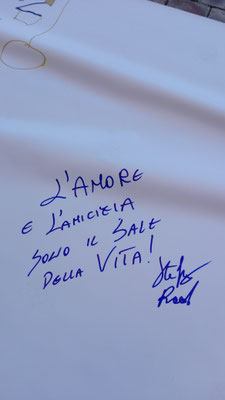 L'AMORE
E L'AMICIZIA
SONO IL SALE
DELLA VITA!